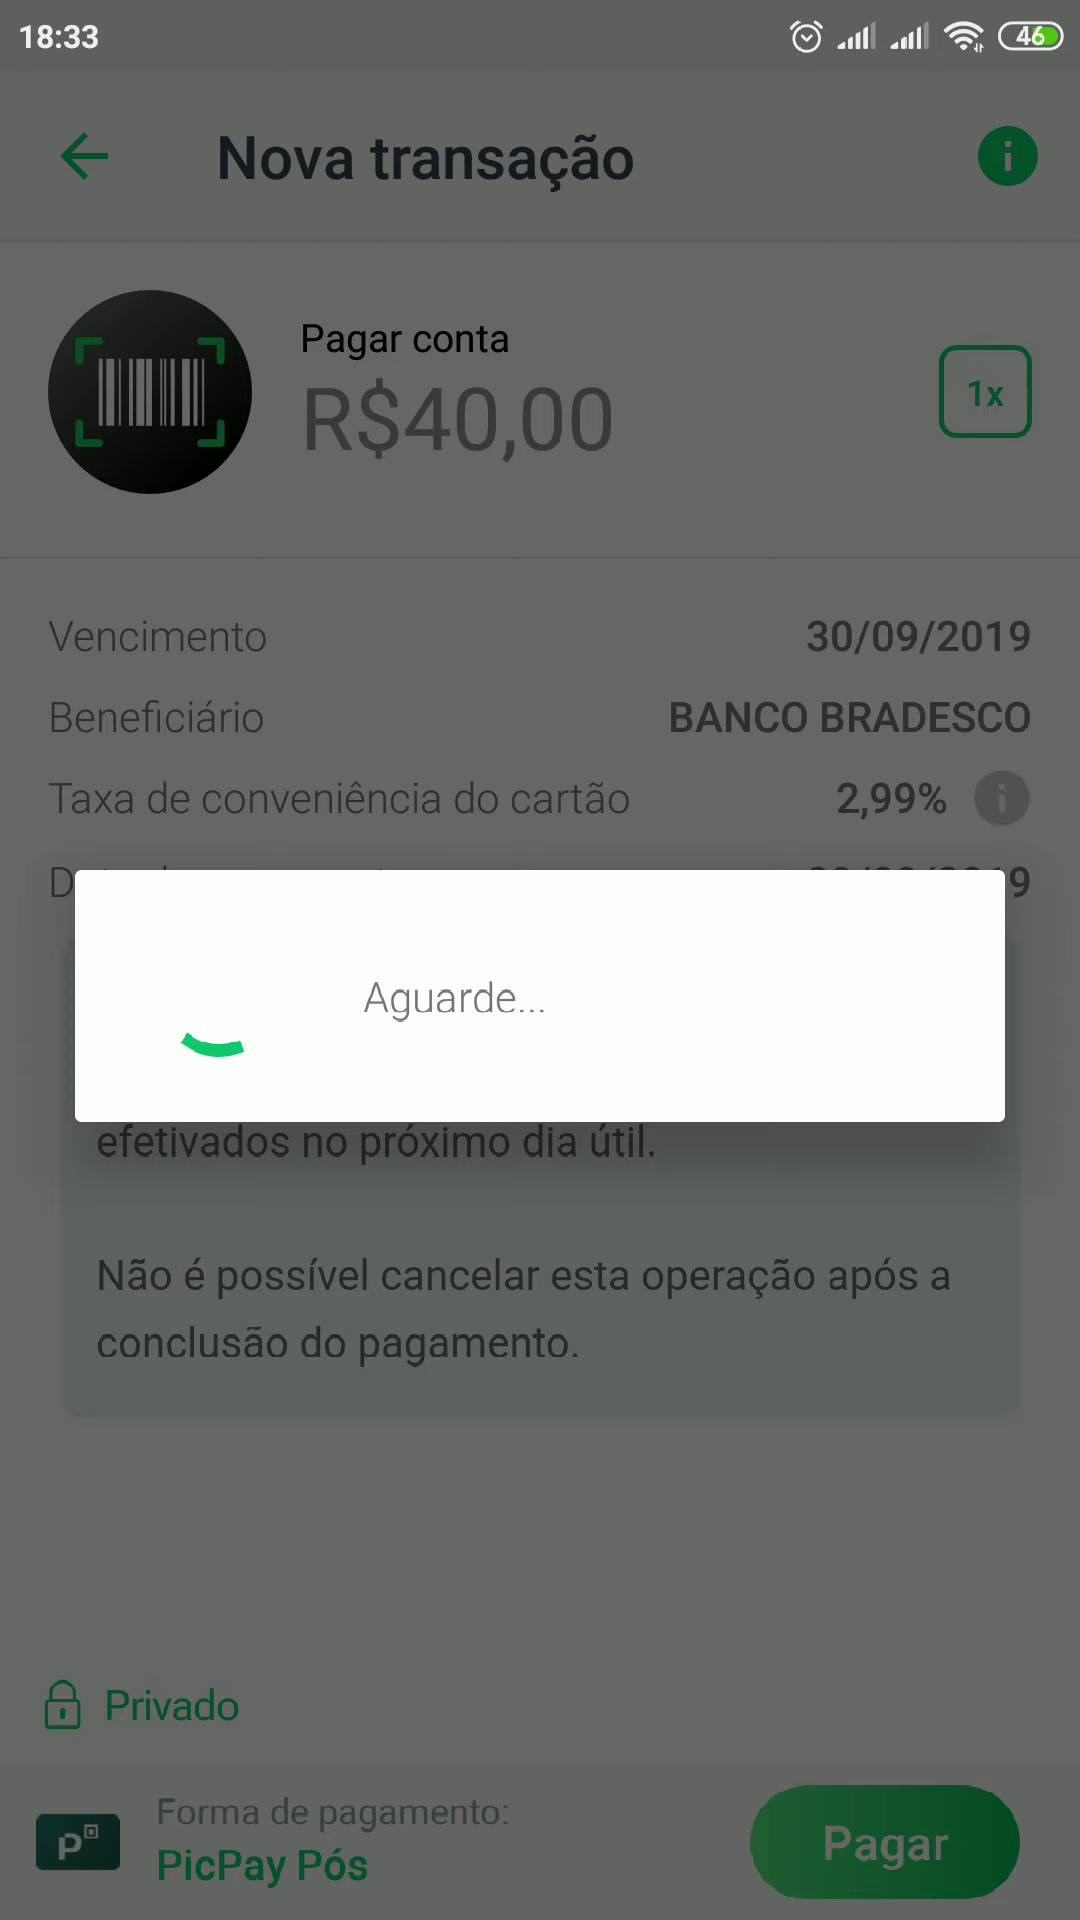 18:33
46
Nova transação
Pagar conta
R$40,00
1x
Vencimento
30/09/2019
Beneficiário
BANCO BRADESCO
Taxa de conveniência do cartão
2,99%
Aguarde...
efetivados no próximo dia útil.
Não é possível cancelar esta operação após a
conclusão do pagamento.
Privado
Forma de pagamento:
PicPay Pós
Pagar